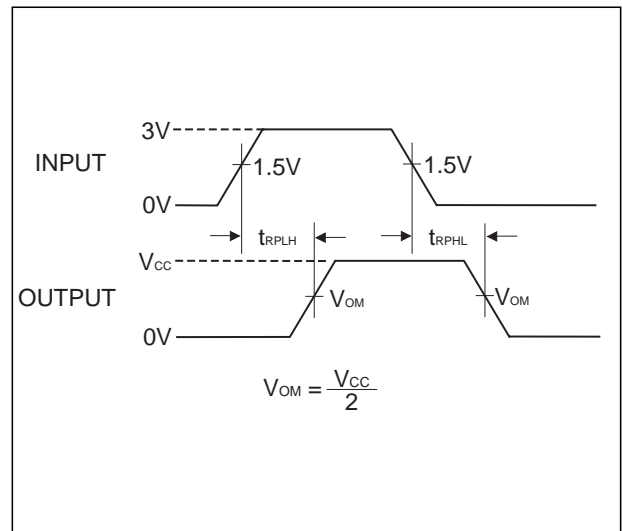 3V
INPUT
1.5V
1.5V
0V
tRPLH
tRPHL
VCC
OUTPUT
VOM
VOM
0V
VOM = VCC
2